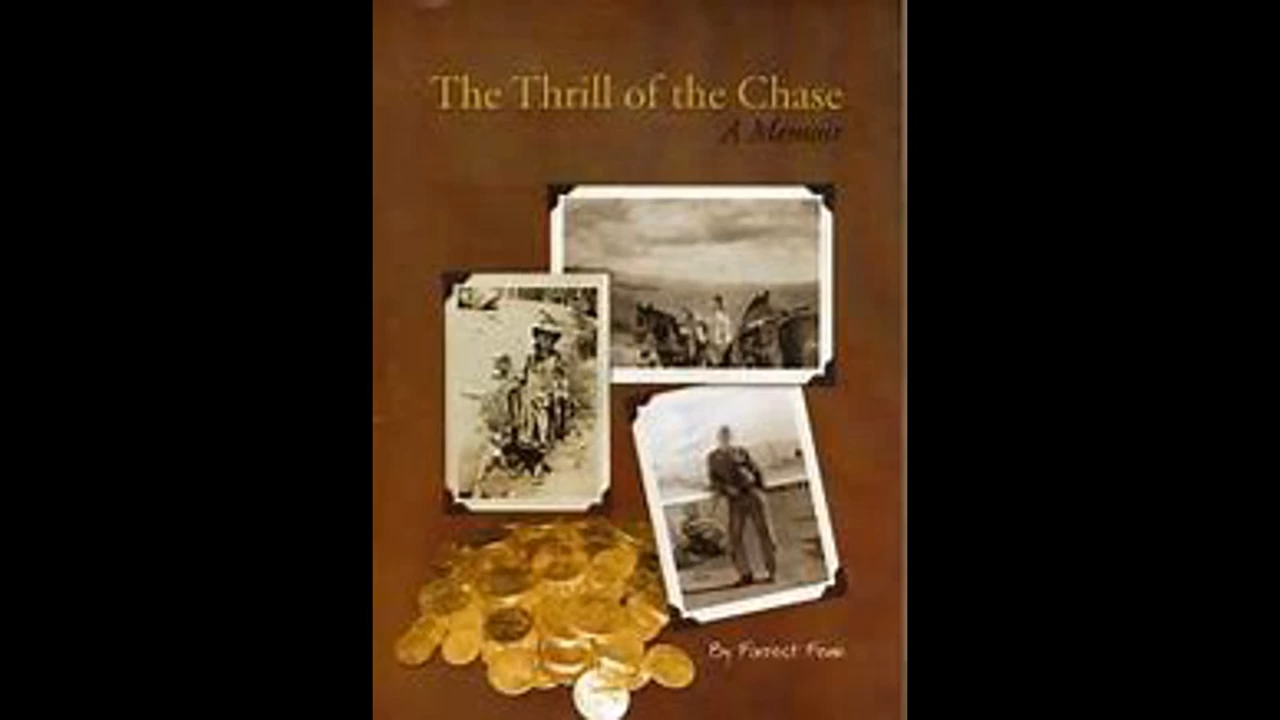 The Thrill of the Chase
A Memoir
By Forrest Fenn